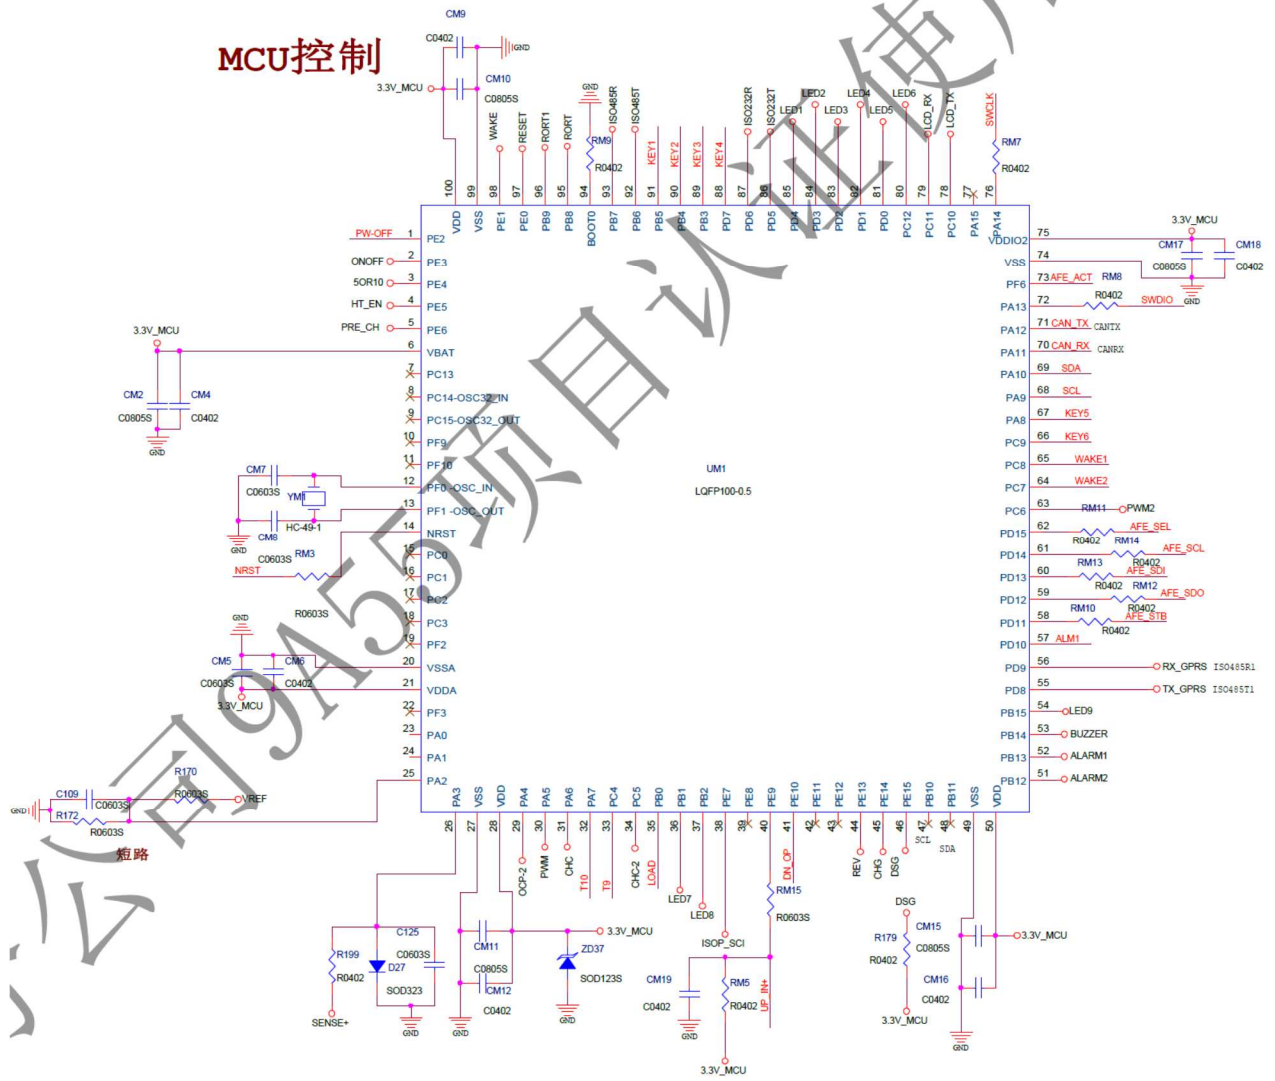 MCU控制
CM9
C0402
GND
CM10
3.3V_MCU
C0805S
WAKE
RESET
RORT1
RORT
GND
RM9
R0402
ISO485R
ISO485T
KEY1
KEY2
KEY3
KEY4
ISO232R
ISO232T
LED1
LED2
LED3
LED4
LED5
LED6
LCD_RX
LCD_TX
SWCLK
RM7
R0402
100 99 98 97 96 95 94 93 92 91 90 89 88 87 86 85 84 83 82 81 80 79 78 77 76
VDD VSS PE1 PE0 PB9 PB8 BOOT0 PB7 PB6 PB5 PB4 PB3 PD7 PD6 PD5 PD4 PD3 PD2 PD1 PD0 PC12 PC11 PC10 PA15 PA14
PW-OFF 1 PE2
ONOFF 2 PE3
5OR10 3 PE4
HT_EN 4 PE5
PRE_CH 5 PE6
3.3V_MCU
6 VBAT
7 PC13
8 PC14-OSC32_IN
9 PC15-OSC32_OUT
10 PF9
11 PF10
12 PF0 -OSC_IN
13 PF1 -OSC_OUT
14 NRST
15 PC0
16 PC1
17 PC2
18 PC3
19 PF2
20 VSSA
21 VDDA
22 PF3
23 PA0
24 PA1
25 PA2
CM2
C0805S
CM4
C0402
GND
CM7
C0603S
YM1
HC-49-1
CM8
C0603S
GND
RM3
NRST
R0603S
GND
CM5
C0603S
CM6
C0402
3.3V_MCU
C109
C0603S
R170
R0603S
VREF
GND
R172
R0603S
短路
UM1
LQFP100-0.5
3.3V_MCU
CM17
C0805S
CM18
C0402
GND
VDDIO2 75
VSS 74
PF6 73 AFE_ACT
RM8
R0402
PA13 72 SWDIO
PA12 71 CAN_TX CANTX
PA11 70 CAN_RX CANRX
PA10 69 SDA
PA9 68 SCL
PA8 67 KEY5
PC9 66 KEY6
PC8 65 WAKE1
PC7 64 WAKE2
PC6 63 PWM2
RM11
PD15 62 AFE_SEL
R0402
RM14
PD14 61 AFE_SCL
R0402
RM13
PD13 60 AFE_SDI
R0402
RM12
PD12 59 AFE_SDO
R0402
RM10
PD11 58 AFE_STB
R0402
PD10 57 ALM1
PD9 56 RX_GPRS ISO485R1
PD8 55 TX_GPRS ISO485T1
PB15 54 LED9
PB14 53 BUZZER
PB13 52 ALARM1
PB12 51 ALARM2
PA3 VSS VDD PA4 PA5 PA6 PA7 PC4 PC5 PB0 PB1 PB2 PE7 PE8 PE9 PE10 PE11 PE12 PE13 PE14 PE15 PB10 PB11 VSS VDD
26 27 28 29 30 31 32 33 34 35 36 37 38 39 40 41 42 43 44 45 46 47 48 49 50
OCP-2
PWM
CHC
T10
T9
CHC-2
LOAD
LED7
LED8
ISOP_SCI
DN_OP
REV
CHG
DSG
SCL
SDA
RM15
R0603S
R199
R0402
SENSE+
D27
SOD323
C125
C0603S
GND
CM11
C0805S
CM12
C0402
GND
3.3V_MCU
ZD37
SOD123S
GND
CM19
C0402
GND
RM5
R0402
UP_IN+
3.3V_MCU
DSG
R179
R0402
3.3V_MCU
CM15
C0805S
CM16
C0402
3.3V_MCU
GND
公司9A55项目认证使用